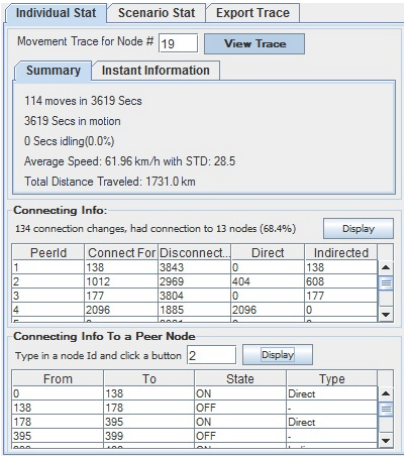 Individual Stat Scenario Stat Export Trace
Movement Trace for Node # 19 View Trace
Summary Instant Information
114 moves in 3619 Secs
3619 Secs in motion
0 Secs idling(0.0%)
Average Speed: 61.96 km/h with STD: 28.5
Total Distance Traveled: 1731.0 km
Connecting Info:
134 connection changes, had connection to 13 nodes (68.4%) Display
PeerId Connect For Disconnect... Direct Indirected
1 138 3843 0 138
2 1012 2969 404 608
3 177 3804 0 177
4 2096 1885 2096 0
Connecting Info To a Peer Node
Type in a node Id and click a button 2 Display
From To State Type
0 138 ON Direct
138 178 OFF -
178 395 ON Direct
395 399 OFF -